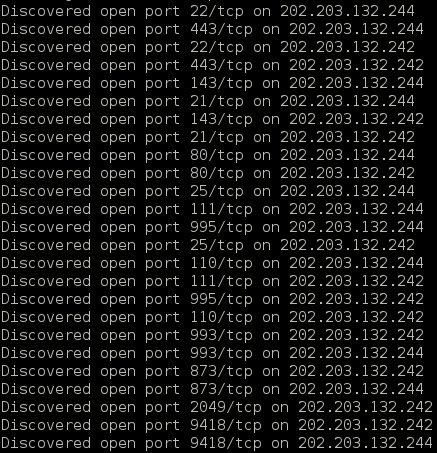 Discovered open port 22/tcp on 202.203.132.244
Discovered open port 443/tcp on 202.203.132.244
Discovered open port 22/tcp on 202.203.132.242
Discovered open port 443/tcp on 202.203.132.242
Discovered open port 143/tcp on 202.203.132.244
Discovered open port 21/tcp on 202.203.132.244
Discovered open port 143/tcp on 202.203.132.242
Discovered open port 21/tcp on 202.203.132.242
Discovered open port 80/tcp on 202.203.132.244
Discovered open port 80/tcp on 202.203.132.242
Discovered open port 25/tcp on 202.203.132.244
Discovered open port 111/tcp on 202.203.132.244
Discovered open port 995/tcp on 202.203.132.244
Discovered open port 25/tcp on 202.203.132.242
Discovered open port 110/tcp on 202.203.132.244
Discovered open port 111/tcp on 202.203.132.242
Discovered open port 995/tcp on 202.203.132.242
Discovered open port 110/tcp on 202.203.132.242
Discovered open port 993/tcp on 202.203.132.242
Discovered open port 993/tcp on 202.203.132.244
Discovered open port 873/tcp on 202.203.132.242
Discovered open port 873/tcp on 202.203.132.244
Discovered open port 2049/tcp on 202.203.132.242
Discovered open port 9418/tcp on 202.203.132.242
Discovered open port 9418/tcp on 202.203.132.244